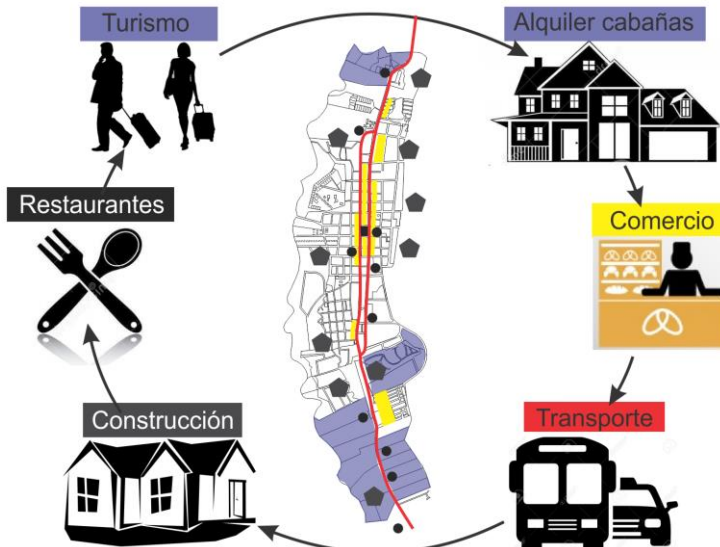 Turismo
Alquiler cabañas
Restaurantes
Comercio
Construcción
Transporte